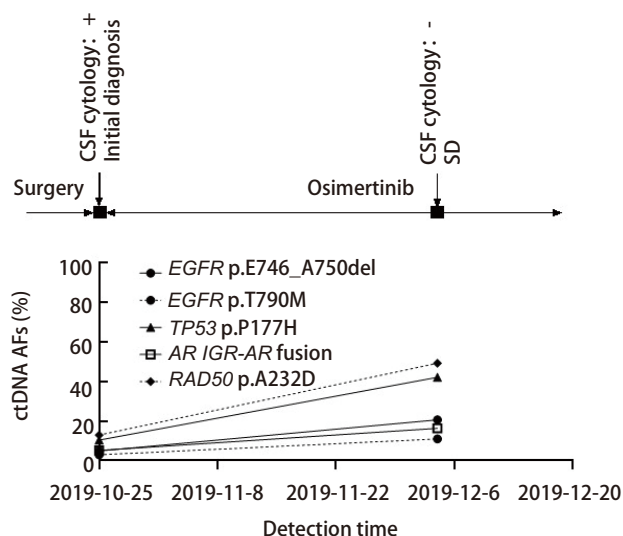 CSF cytology: +
Initial diagnosis
CSF cytology: -
SD
Surgery
Osimertinib
ctDNA AFs (%)
100
80
60
40
20
0
EGFR p.E746_A750del
EGFR p.T790M
TP53 p.P177H
AR IGR-AR fusion
RAD50 p.A232D
2019-10-25 2019-11-8 2019-11-22 2019-12-6 2019-12-20
Detection time